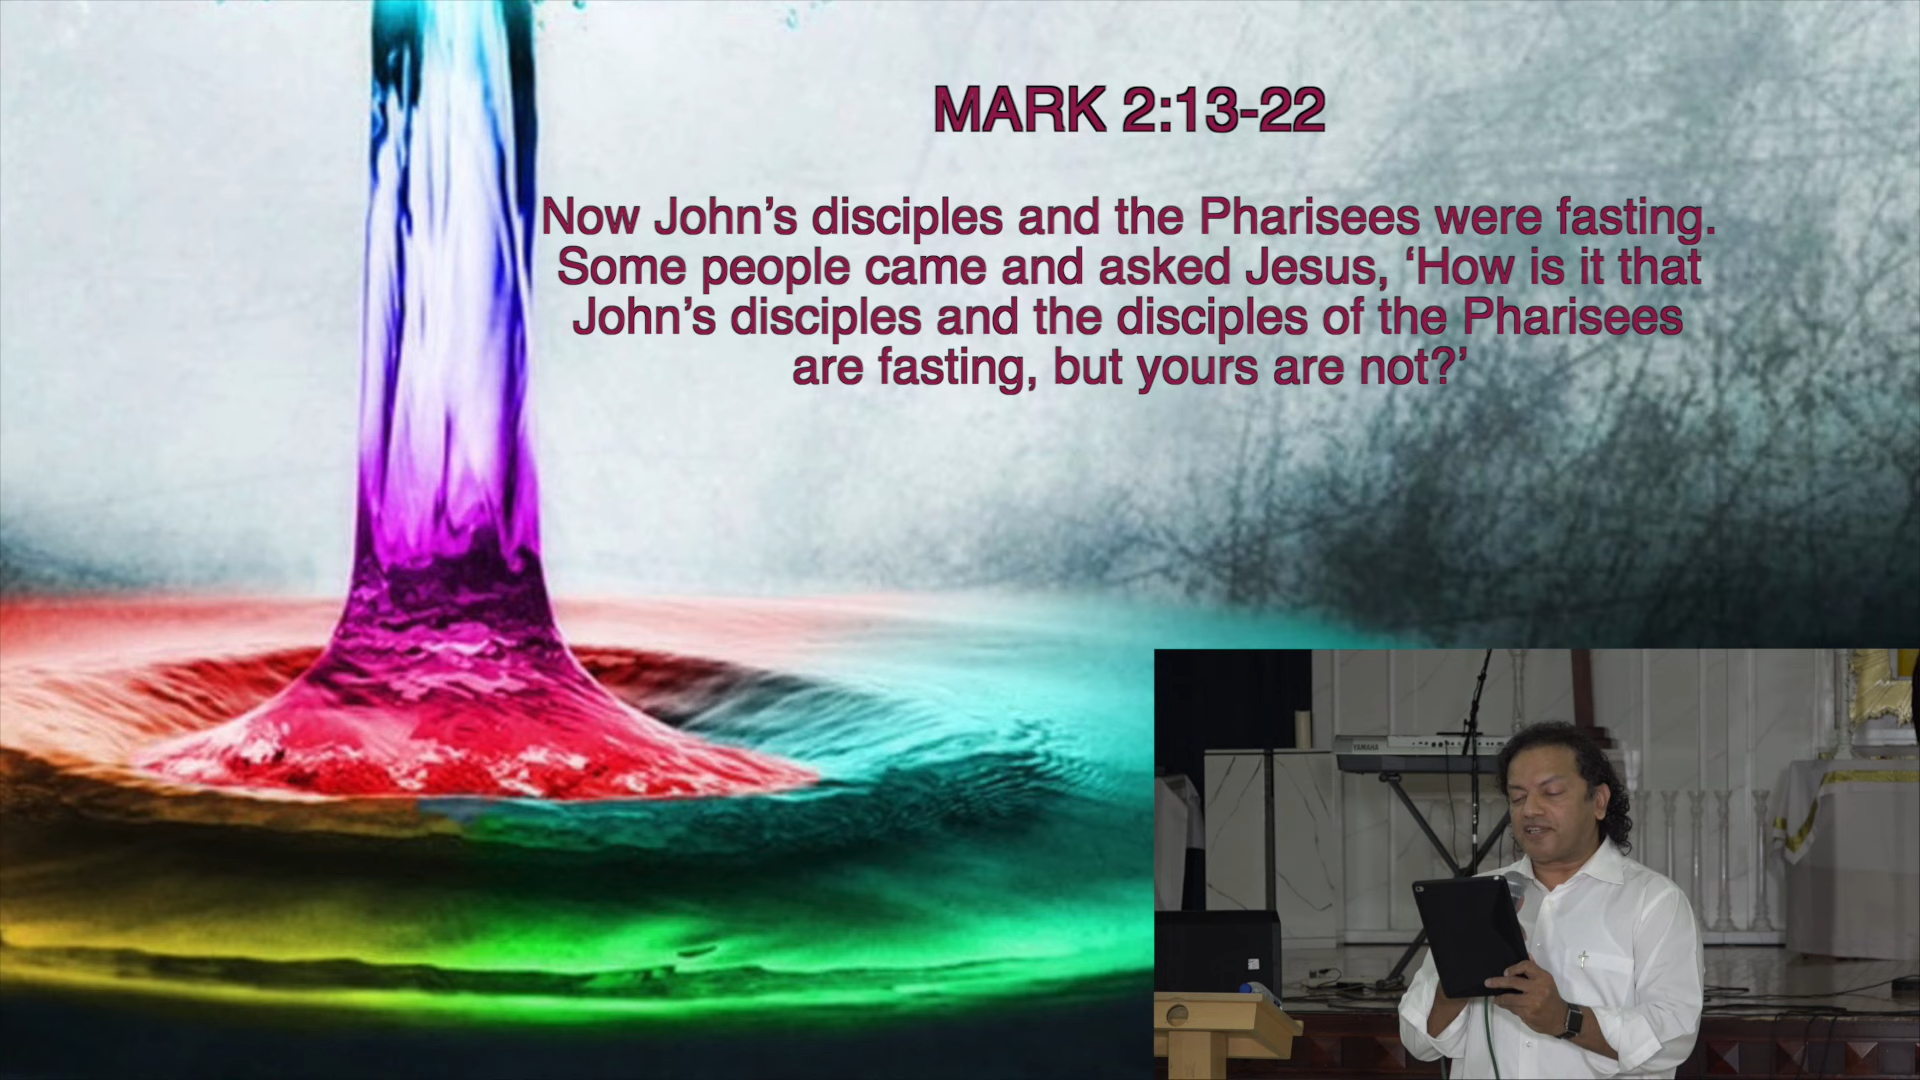 MARK 2:13-22
Now John’s disciples and the Pharisees were fasting.
Some people came and asked Jesus, ‘How is it that
John’s disciples and the disciples of the Pharisees
are fasting, but yours are not?’
YAMAHA